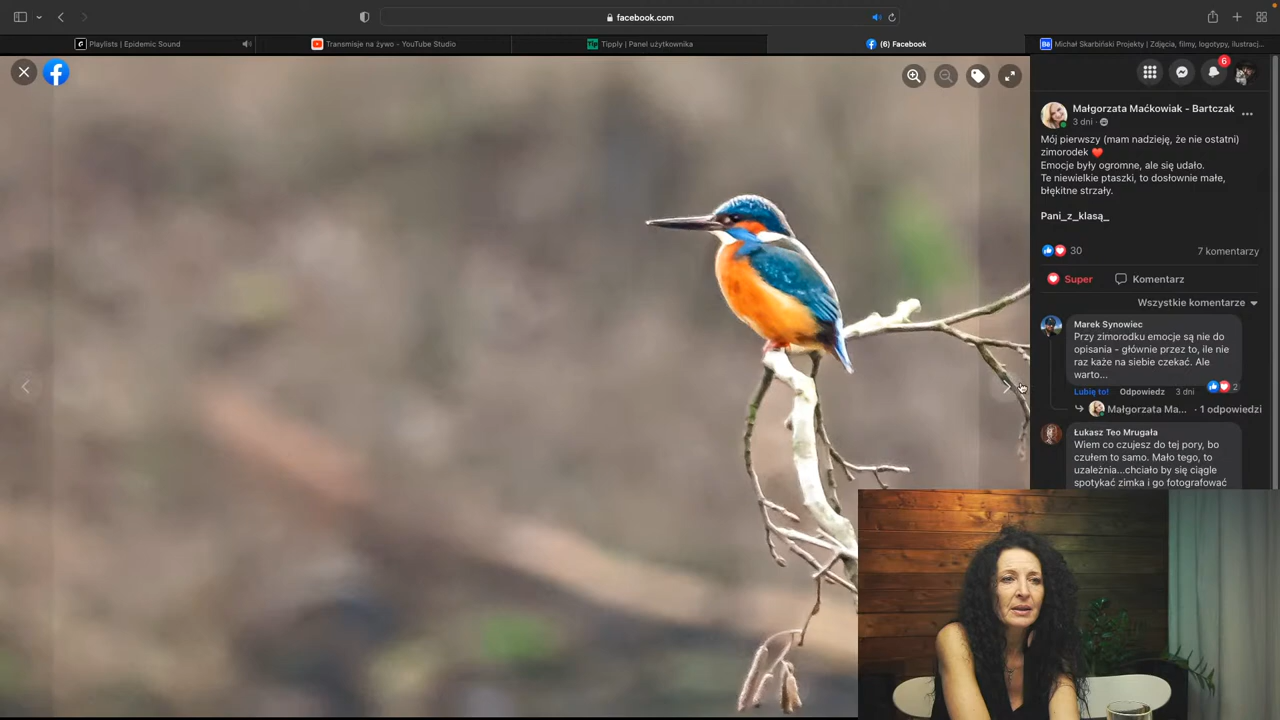 facebook.com
Playlists | Epidemic Sound
Transmisje na żywo - YouTube Studio
Tipply | Panel użytkownika
(6) Facebook
Michał Skarbiński Projekty | Zdjęcia, filmy, logotypy, ilustracj...
6
Małgorzata Maćkowiak - Bartczak
3 dni
Mój pierwszy (mam nadzieję, że nie ostatni)
zimorodek ❤️
Emocje były ogromne, ale się udało.
Te niewielkie ptaszki, to dosłownie małe,
błękitne strzały.
Pani_z_klasą_
30
7 komentarzy
Super
Komentarz
Wszystkie komentarze
Marek Synowiec
Przy zimorodku emocje są nie do
opisania - głównie przez to, ile nie
raz każe na siebie czekać. Ale
warto...
Lubię to! Odpowiedz 3 dni
2
Małgorzata Ma... · 1 odpowiedzi
Łukasz Teo Mrugała
Wiem co czujesz do tej pory, bo
czułem to samo. Mało tego, to
uzależnia...chciało by się ciągle
spotykać zimka i go fotografować